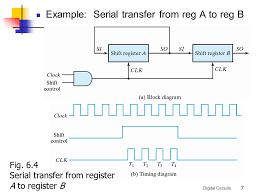 Example: Serial transfer from reg A to reg B
SI
Shift register A
SO
SI
Shift register B
SO
CLK
CLK
Clock
Shift
control
(a) Block diagram
Clock
Shift
control
CLK
T1 T2 T3 T4
Fig. 6.4
Serial transfer from register
A to register B
(b) Timing diagram
Digital Circuits
7